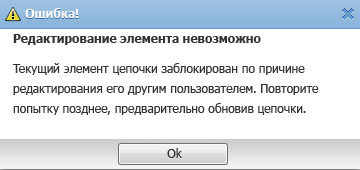 Ошибка!
Редактирование элемента невозможно
Текущий элемент цепочки заблокирован по причине
редактирования его другим пользователем. Повторите
попытку позднее, предварительно обновив цепочки.
Ok